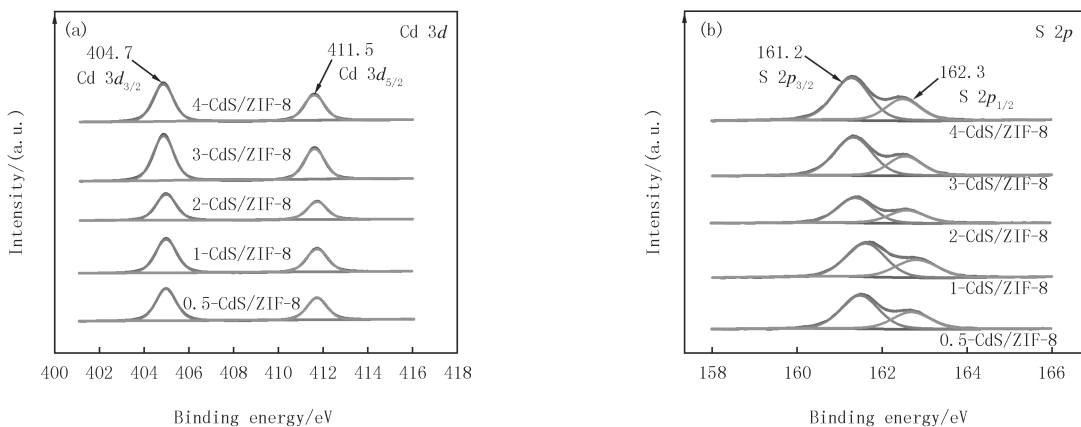 (a)
Cd 3d
404.7
Cd 3d3/2
411.5
Cd 3d5/2
4-CdS/ZIF-8
3-CdS/ZIF-8
2-CdS/ZIF-8
1-CdS/ZIF-8
0.5-CdS/ZIF-8
Intensity/(a.u.)
400 402 404 406 408 410 412 414 416 418
Binding energy/eV
(b)
S 2p
161.2
S 2p3/2
162.3
S 2p1/2
4-CdS/ZIF-8
3-CdS/ZIF-8
2-CdS/ZIF-8
1-CdS/ZIF-8
0.5-CdS/ZIF-8
Intensity/(a.u.)
158 160 162 164 166
Binding energy/eV